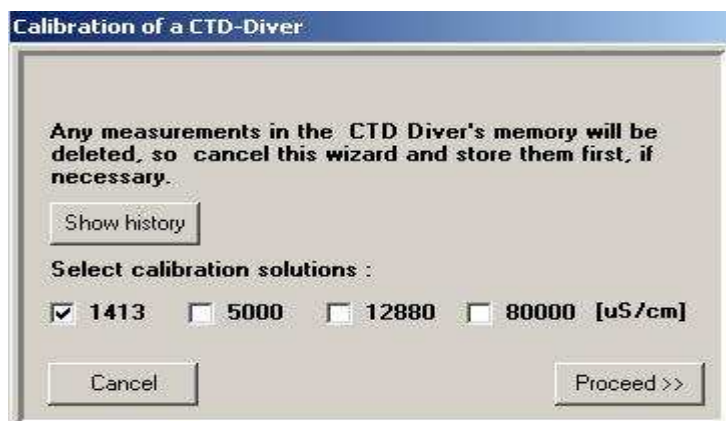 Calibration of a CTD-Diver
Any measurements in the CTD Diver's memory will be
deleted, so cancel this wizard and store them first, if
necessary.
Show history
Select calibration solutions :
1413 5000 12880 80000 [uS/cm]
Cancel Proceed >>